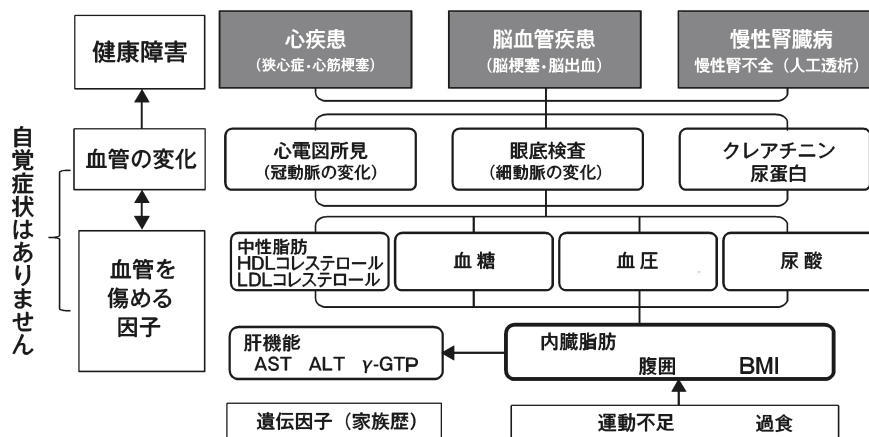 健康障害
心疾患
(狭心症・心筋梗塞)
脳血管疾患
(脳梗塞・脳出血)
慢性腎臓病
慢性腎不全(人工透析)
自覚症状はありません
血管の変化
心電図所見
(冠動脈の変化)
眼底検査
(細動脈の変化)
クレアチニン
尿蛋白
血管を
傷める
因子
中性脂肪
HDLコレステロール
LDLコレステロール
血糖
血圧
尿酸
肝機能
AST ALT γ-GTP
内臓脂肪
腹囲 BMI
遺伝因子(家族歴)
運動不足 過食